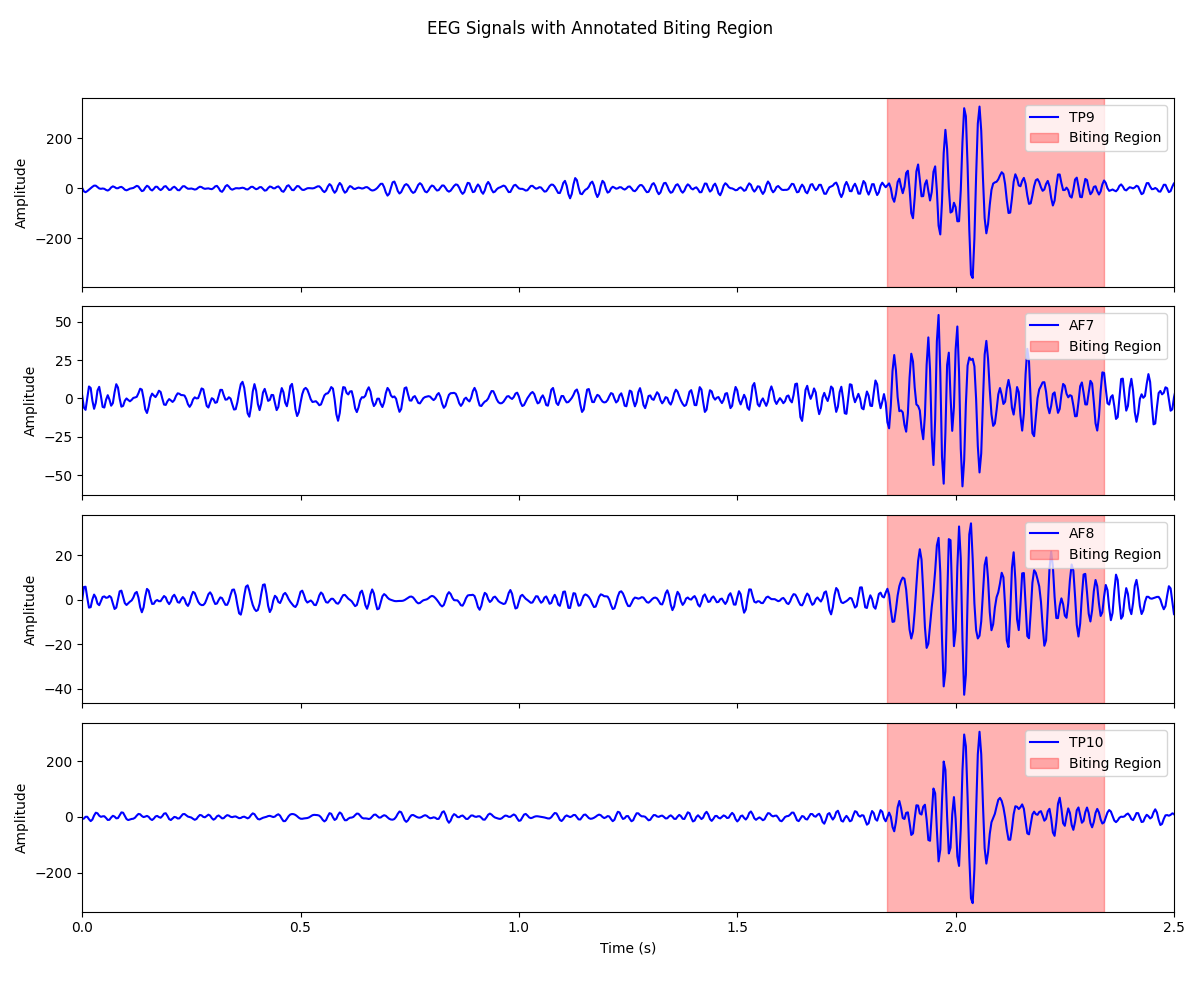 EEG Signals with Annotated Biting Region
200
0
−200
Amplitude
TP9
Biting Region
50
25
0
−25
−50
Amplitude
AF7
Biting Region
20
0
−20
−40
Amplitude
AF8
Biting Region
200
0
−200
Amplitude
TP10
Biting Region
0.0 0.5 1.0 1.5 2.0 2.5
Time (s)